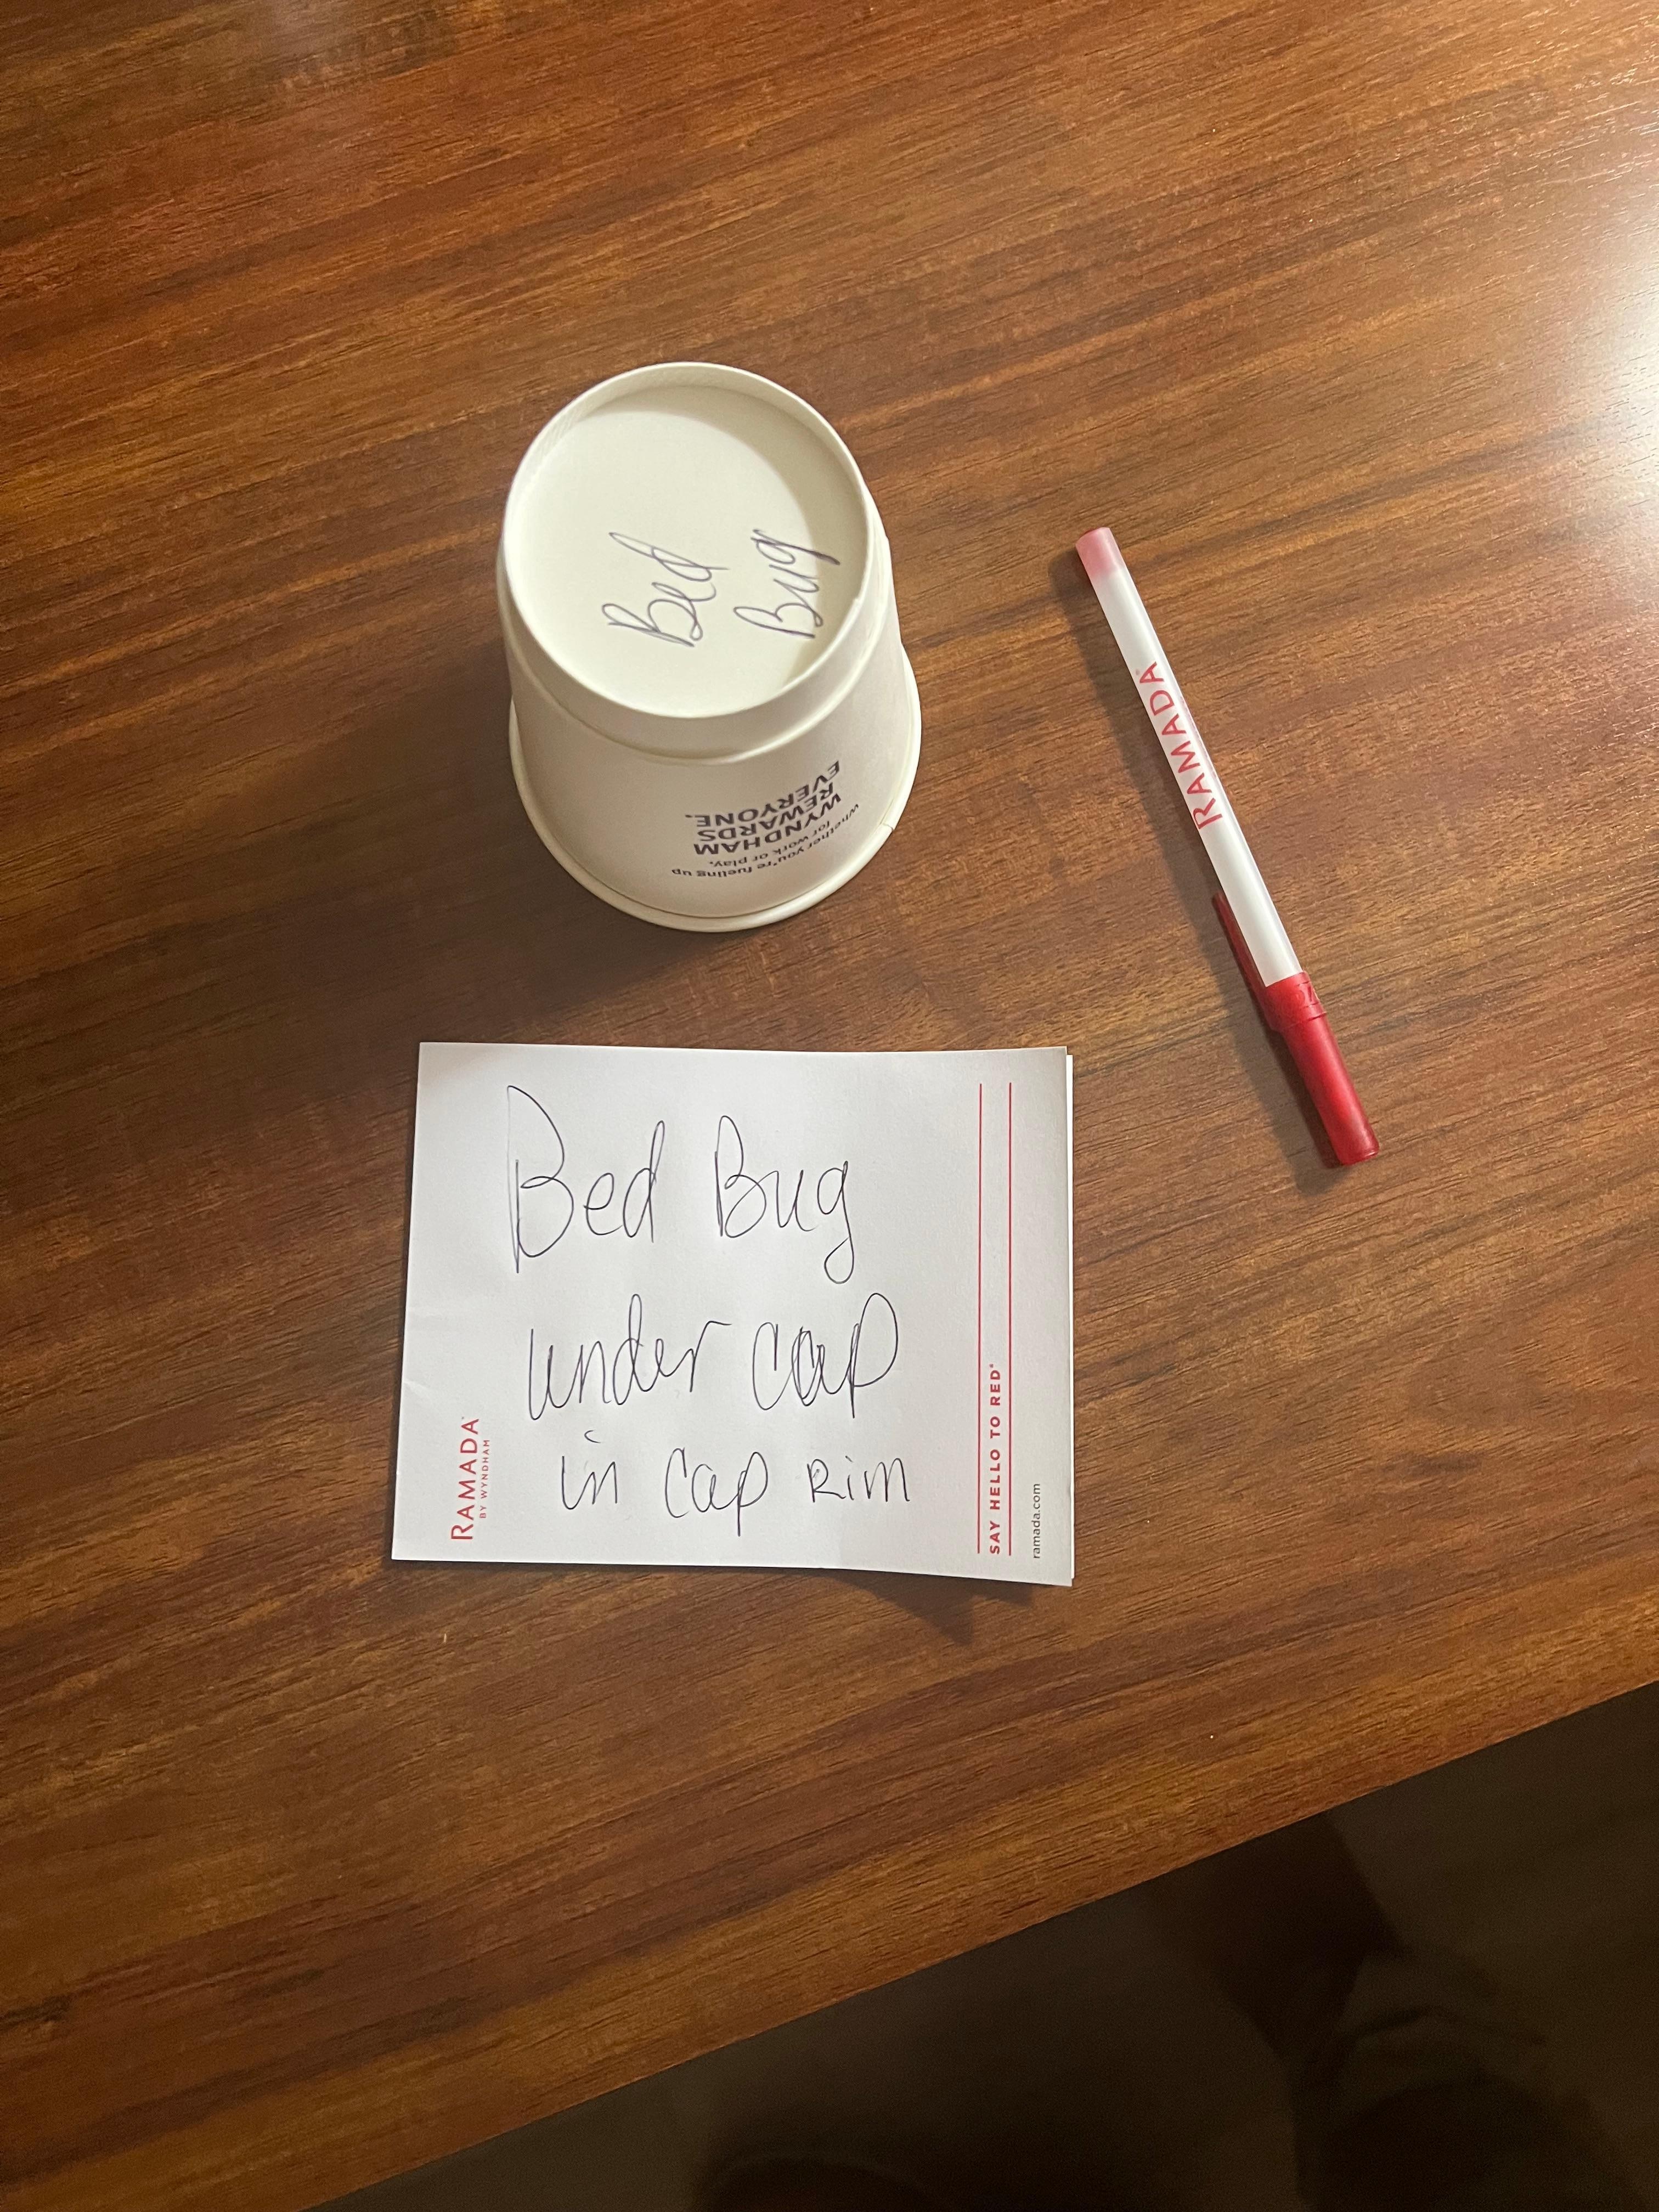 Bed
Bug
whether you're fueling up
for work or play,
WYNDHAM
REWARDS
EVERYONE.
RAMADA
Bed Bug
under cap
in cap Rim
RAMADA
BY WYNDHAM
SAY HELLO TO RED®
ramada.com